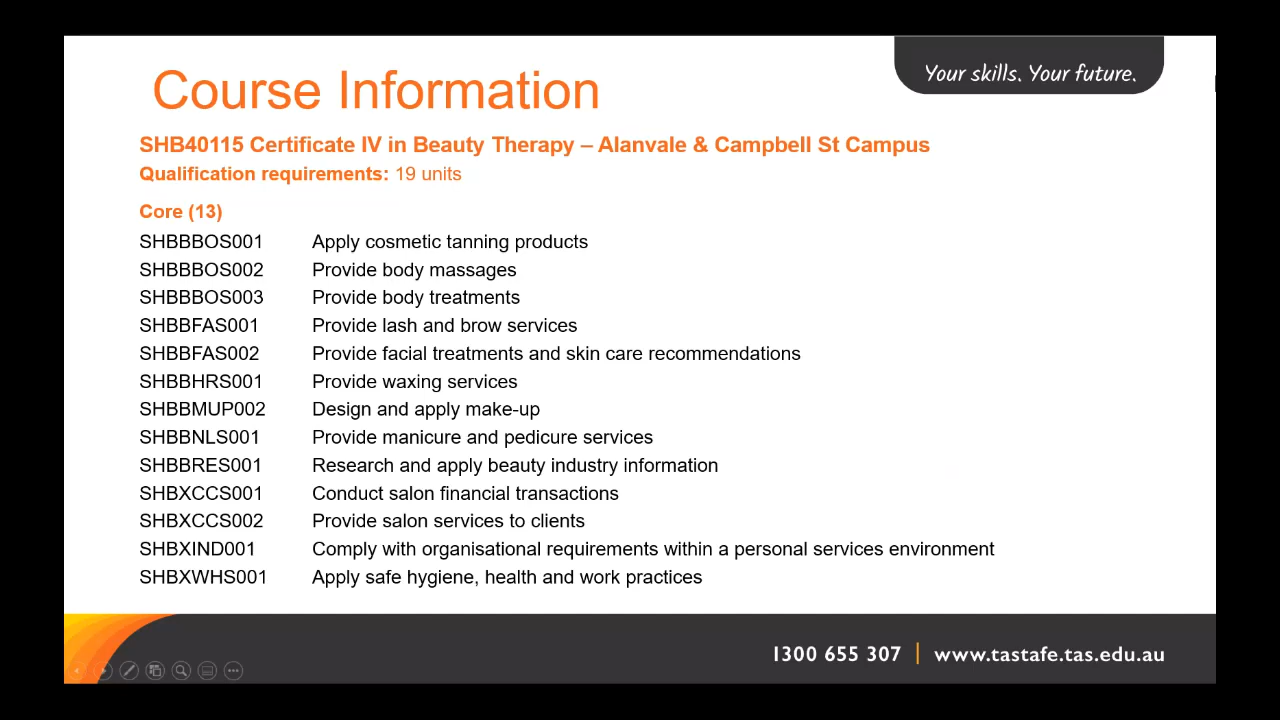 Your skills. Your future.
Course Information
SHB40115 Certificate IV in Beauty Therapy – Alanvale & Campbell St Campus
Qualification requirements: 19 units
Core (13)
SHBBBOS001 Apply cosmetic tanning products
SHBBBOS002 Provide body massages
SHBBBOS003 Provide body treatments
SHBBFAS001 Provide lash and brow services
SHBBFAS002 Provide facial treatments and skin care recommendations
SHBBHRS001 Provide waxing services
SHBBMUP002 Design and apply make-up
SHBBNLS001 Provide manicure and pedicure services
SHBBRES001 Research and apply beauty industry information
SHBXCCS001 Conduct salon financial transactions
SHBXCCS002 Provide salon services to clients
SHBXIND001 Comply with organisational requirements within a personal services environment
SHBXWHS001 Apply safe hygiene, health and work practices
1300 655 307 | www.tastafe.tas.edu.au